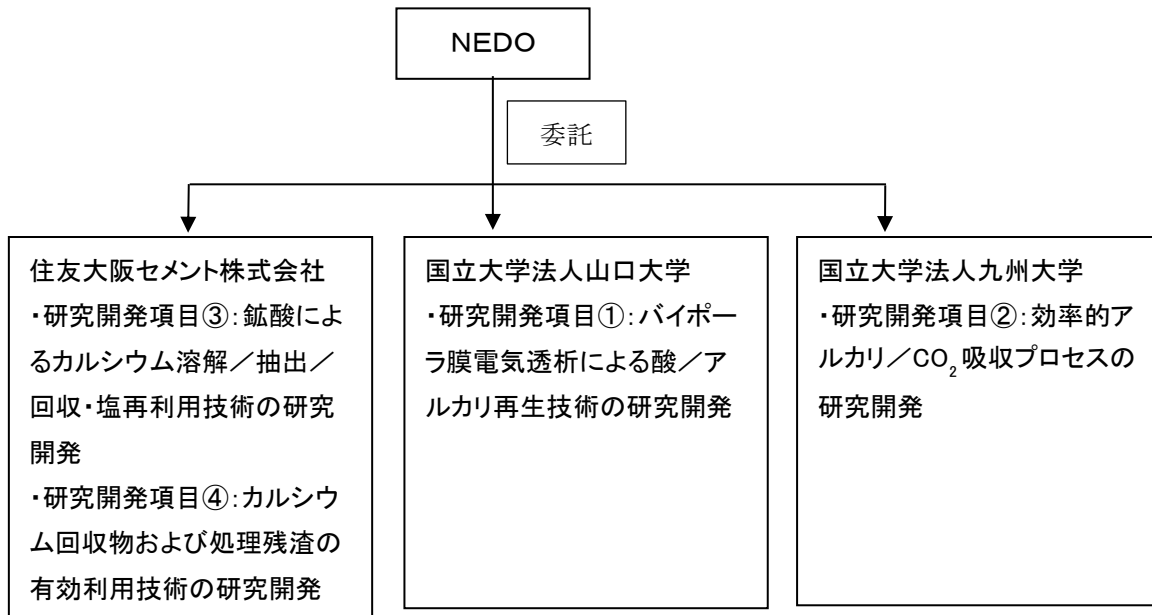 NEDO
委託
住友大阪セメント株式会社
・研究開発項目③：鉱酸によ
るカルシウム溶解／抽出／
回収・塩再利用技術の研究
開発
・研究開発項目④：カルシウ
ム回収物および処理残渣の
有効利用技術の研究開発
国立大学法人山口大学
・研究開発項目①：バイポー
ラ膜電気透析による酸／ア
ルカリ再生技術の研究開発
国立大学法人九州大学
・研究開発項目②：効率的ア
ルカリ／CO₂吸収プロセスの
研究開発